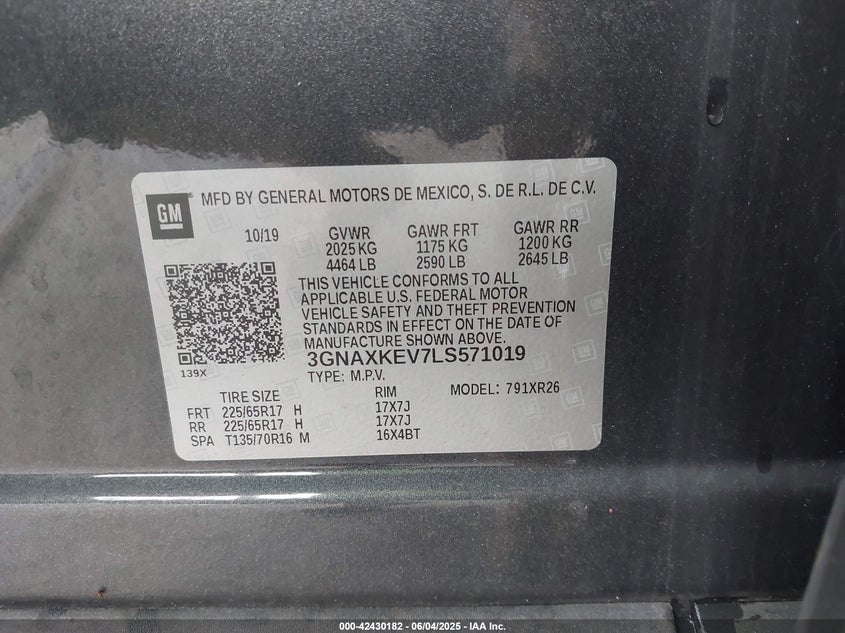 GM
MFD BY GENERAL MOTORS DE MEXICO, S. DE R.L. DE C.V.
10/19 GVWR GAWR FRT GAWR RR
2025 KG 1175 KG 1200 KG
4464 LB 2590 LB 2645 LB
THIS VEHICLE CONFORMS TO ALL
APPLICABLE U.S. FEDERAL MOTOR
VEHICLE SAFETY AND THEFT PREVENTION
STANDARDS IN EFFECT ON THE DATE OF
MANUFACTURE SHOWN ABOVE.
3GNAXKEV7LS571019
139X
TYPE: M.P.V.
TIRE SIZE RIM MODEL: 791XR26
FRT 225/65R17 H 17X7J
RR 225/65R17 H 17X7J
SPA T135/70R16 M 16X4BT
000-42430182 - 06/04/2025 - IAA Inc.